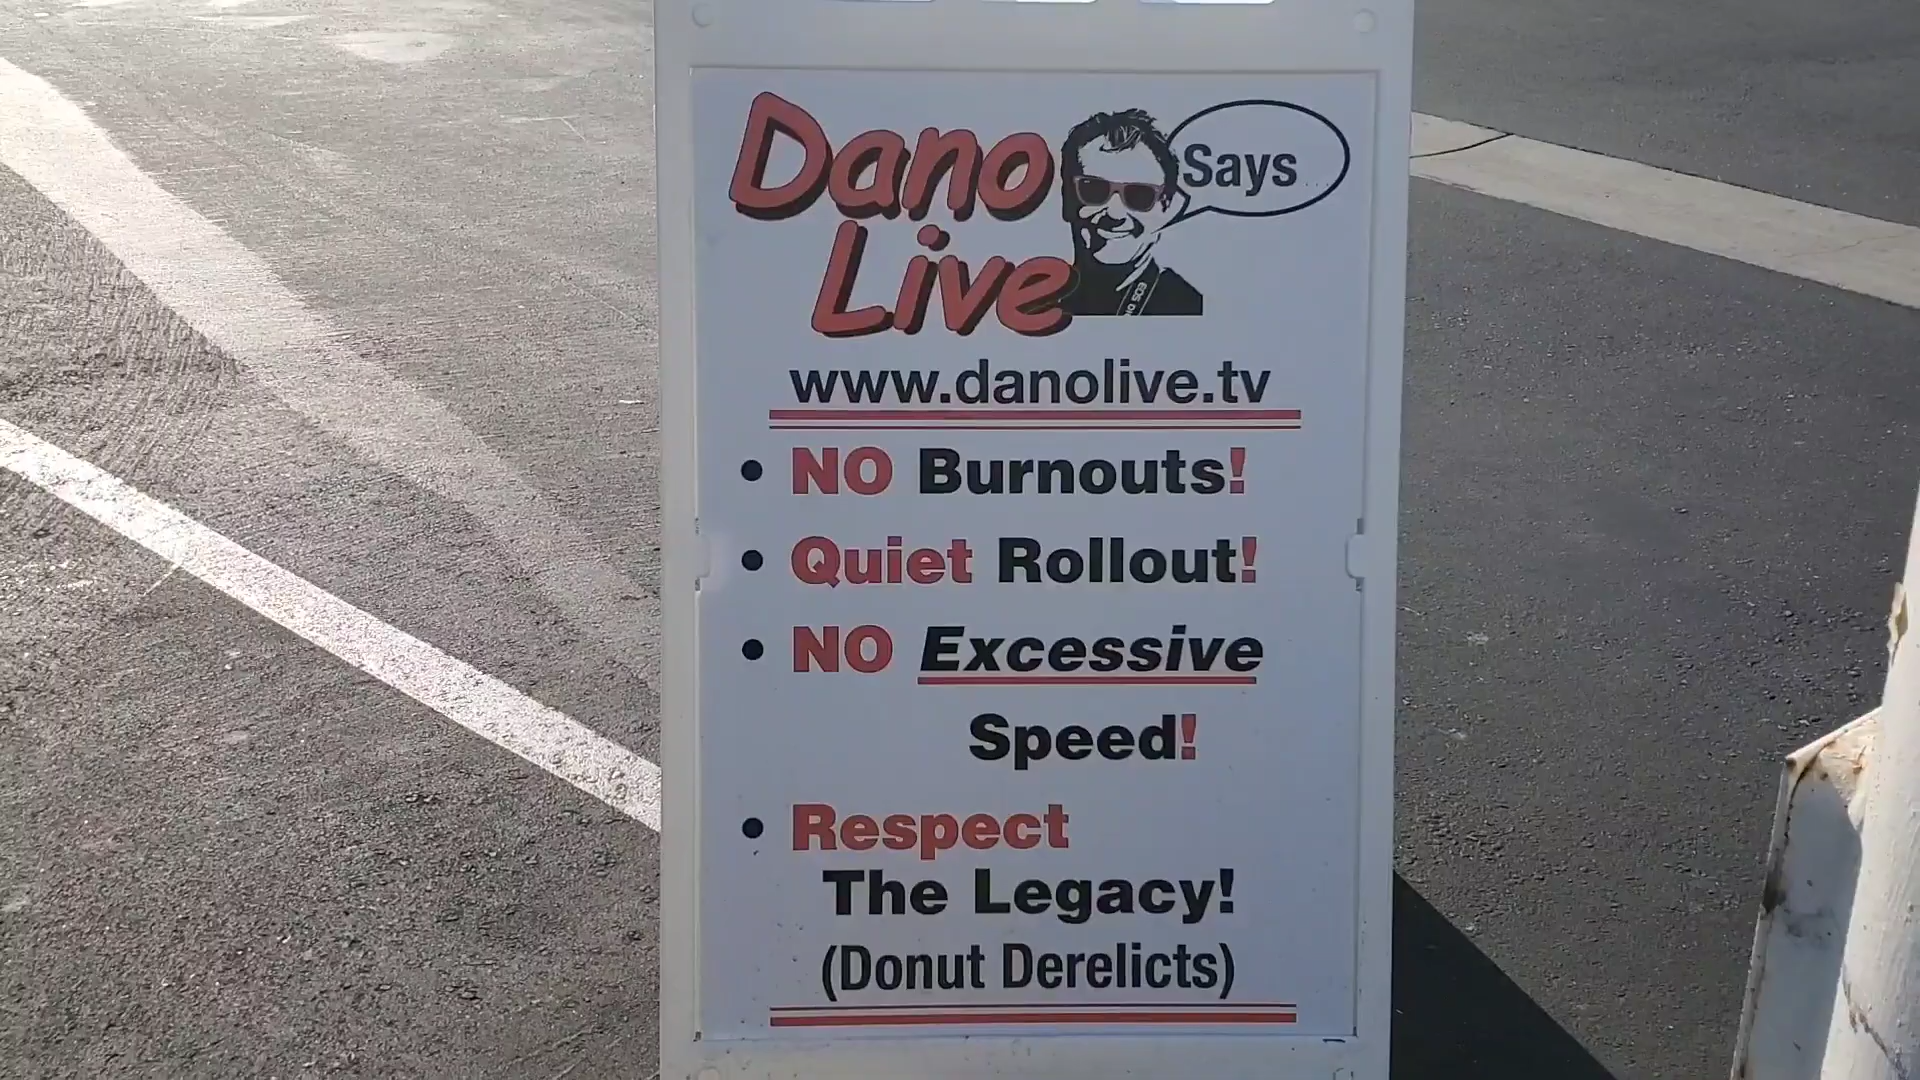 Dano
Says
Live
www.danolive.tv
• NO Burnouts!
• Quiet Rollout!
• NO Excessive
Speed!
• Respect
The Legacy!
(Donut Derelicts)